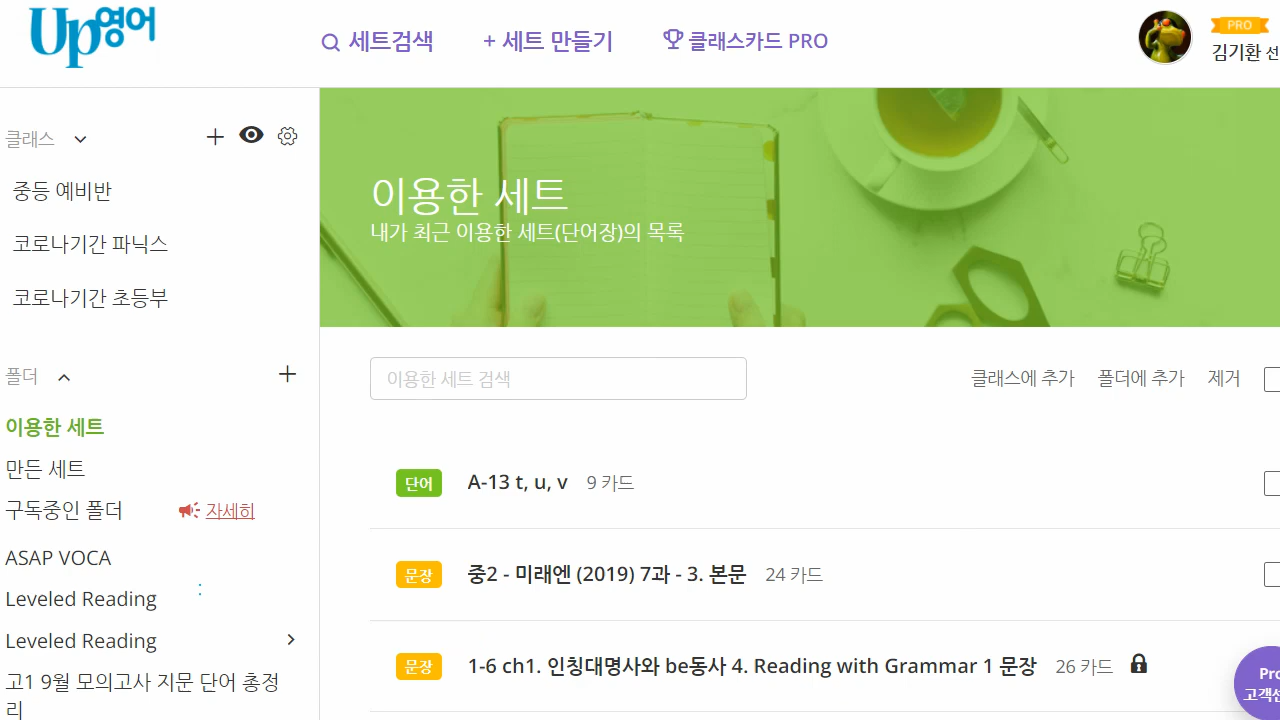 Up영어
세트검색
+ 세트 만들기
클래스카드 PRO
PRO
김기환 선
클래스
중등 예비반
코로나기간 파닉스
코로나기간 초등부
폴더
이용한 세트
만든 세트
구독중인 폴더 자세히
ASAP VOCA
Leveled Reading
Leveled Reading
고1 9월 모의고사 지문 단어 총정
리
이용한 세트
내가 최근 이용한 세트(단어장)의 목록
이용한 세트 검색
클래스에 추가 폴더에 추가 제거
단어 A-13 t, u, v 9 카드
문장 중2 - 미래엔 (2019) 7과 - 3. 본문 24 카드
문장 1-6 ch1. 인칭대명사와 be동사 4. Reading with Grammar 1 문장 26 카드